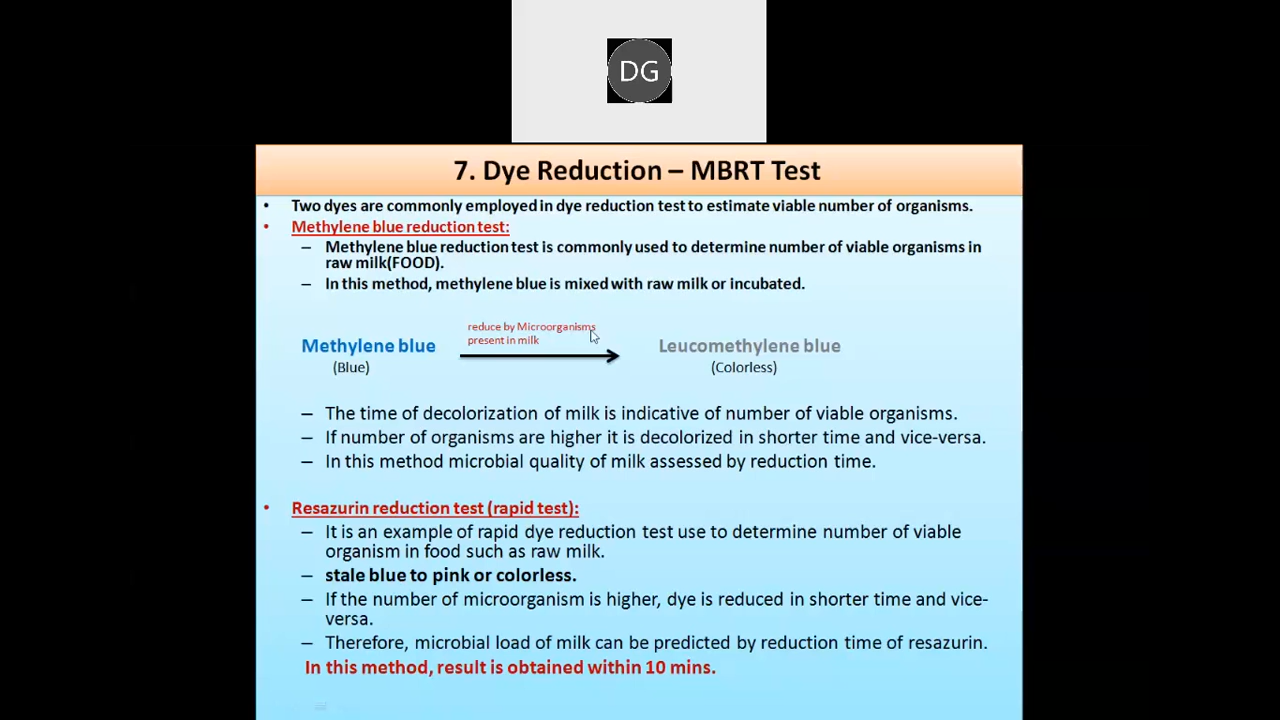 DG
7. Dye Reduction – MBRT Test
• Two dyes are commonly employed in dye reduction test to estimate viable number of organisms.
• Methylene blue reduction test:
– Methylene blue reduction test is commonly used to determine number of viable organisms in
raw milk(FOOD).
– In this method, methylene blue is mixed with raw milk or incubated.
reduce by Microorganisms
present in milk
Methylene blue
(Blue)
Leucomethylene blue
(Colorless)
– The time of decolorization of milk is indicative of number of viable organisms.
– If number of organisms are higher it is decolorized in shorter time and vice-versa.
– In this method microbial quality of milk assessed by reduction time.
• Resazurin reduction test (rapid test):
– It is an example of rapid dye reduction test use to determine number of viable
organism in food such as raw milk.
– stale blue to pink or colorless.
– If the number of microorganism is higher, dye is reduced in shorter time and vice-
versa.
– Therefore, microbial load of milk can be predicted by reduction time of resazurin.
In this method, result is obtained within 10 mins.